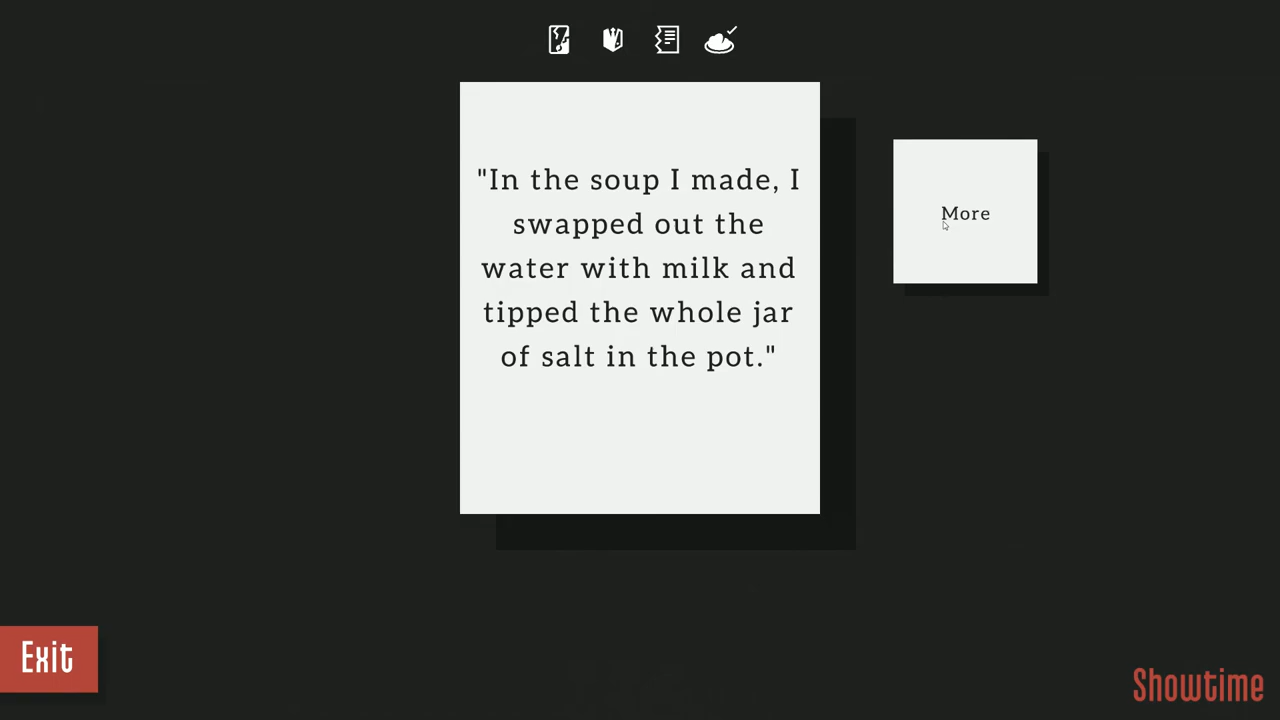 "In the soup I made, I
swapped out the
water with milk and
tipped the whole jar
of salt in the pot."
More
Exit
Showtime